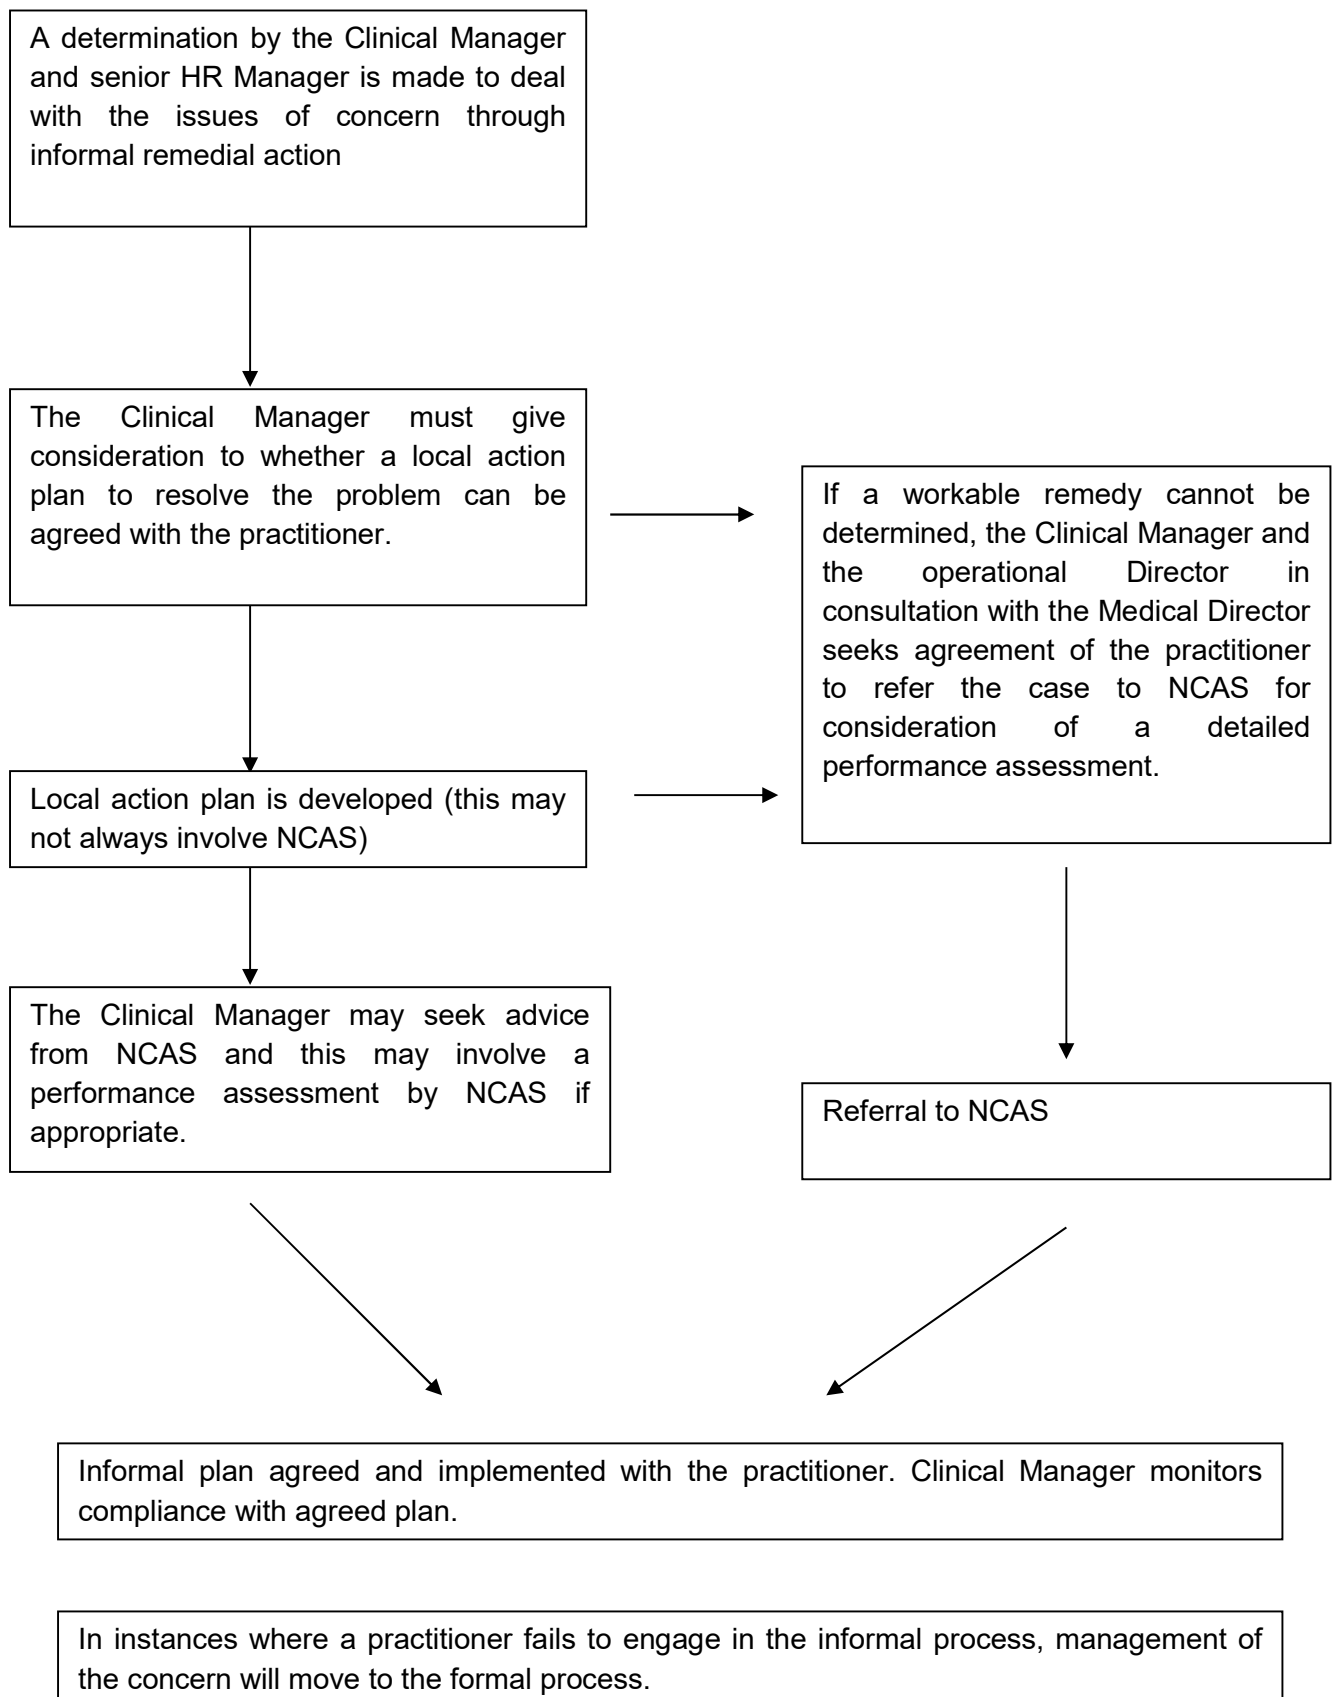 A determination by the Clinical Manager
and senior HR Manager is made to deal
with the issues of concern through
informal remedial action
The Clinical Manager must give
consideration to whether a local action
plan to resolve the problem can be
agreed with the practitioner.
If a workable remedy cannot be
determined, the Clinical Manager and
the operational Director in
consultation with the Medical Director
seeks agreement of the practitioner
to refer the case to NCAS for
consideration of a detailed
performance assessment.
Local action plan is developed (this may
not always involve NCAS)
The Clinical Manager may seek advice
from NCAS and this may involve a
performance assessment by NCAS if
appropriate.
Referral to NCAS
Informal plan agreed and implemented with the practitioner. Clinical Manager monitors
compliance with agreed plan.
In instances where a practitioner fails to engage in the informal process, management of
the concern will move to the formal process.